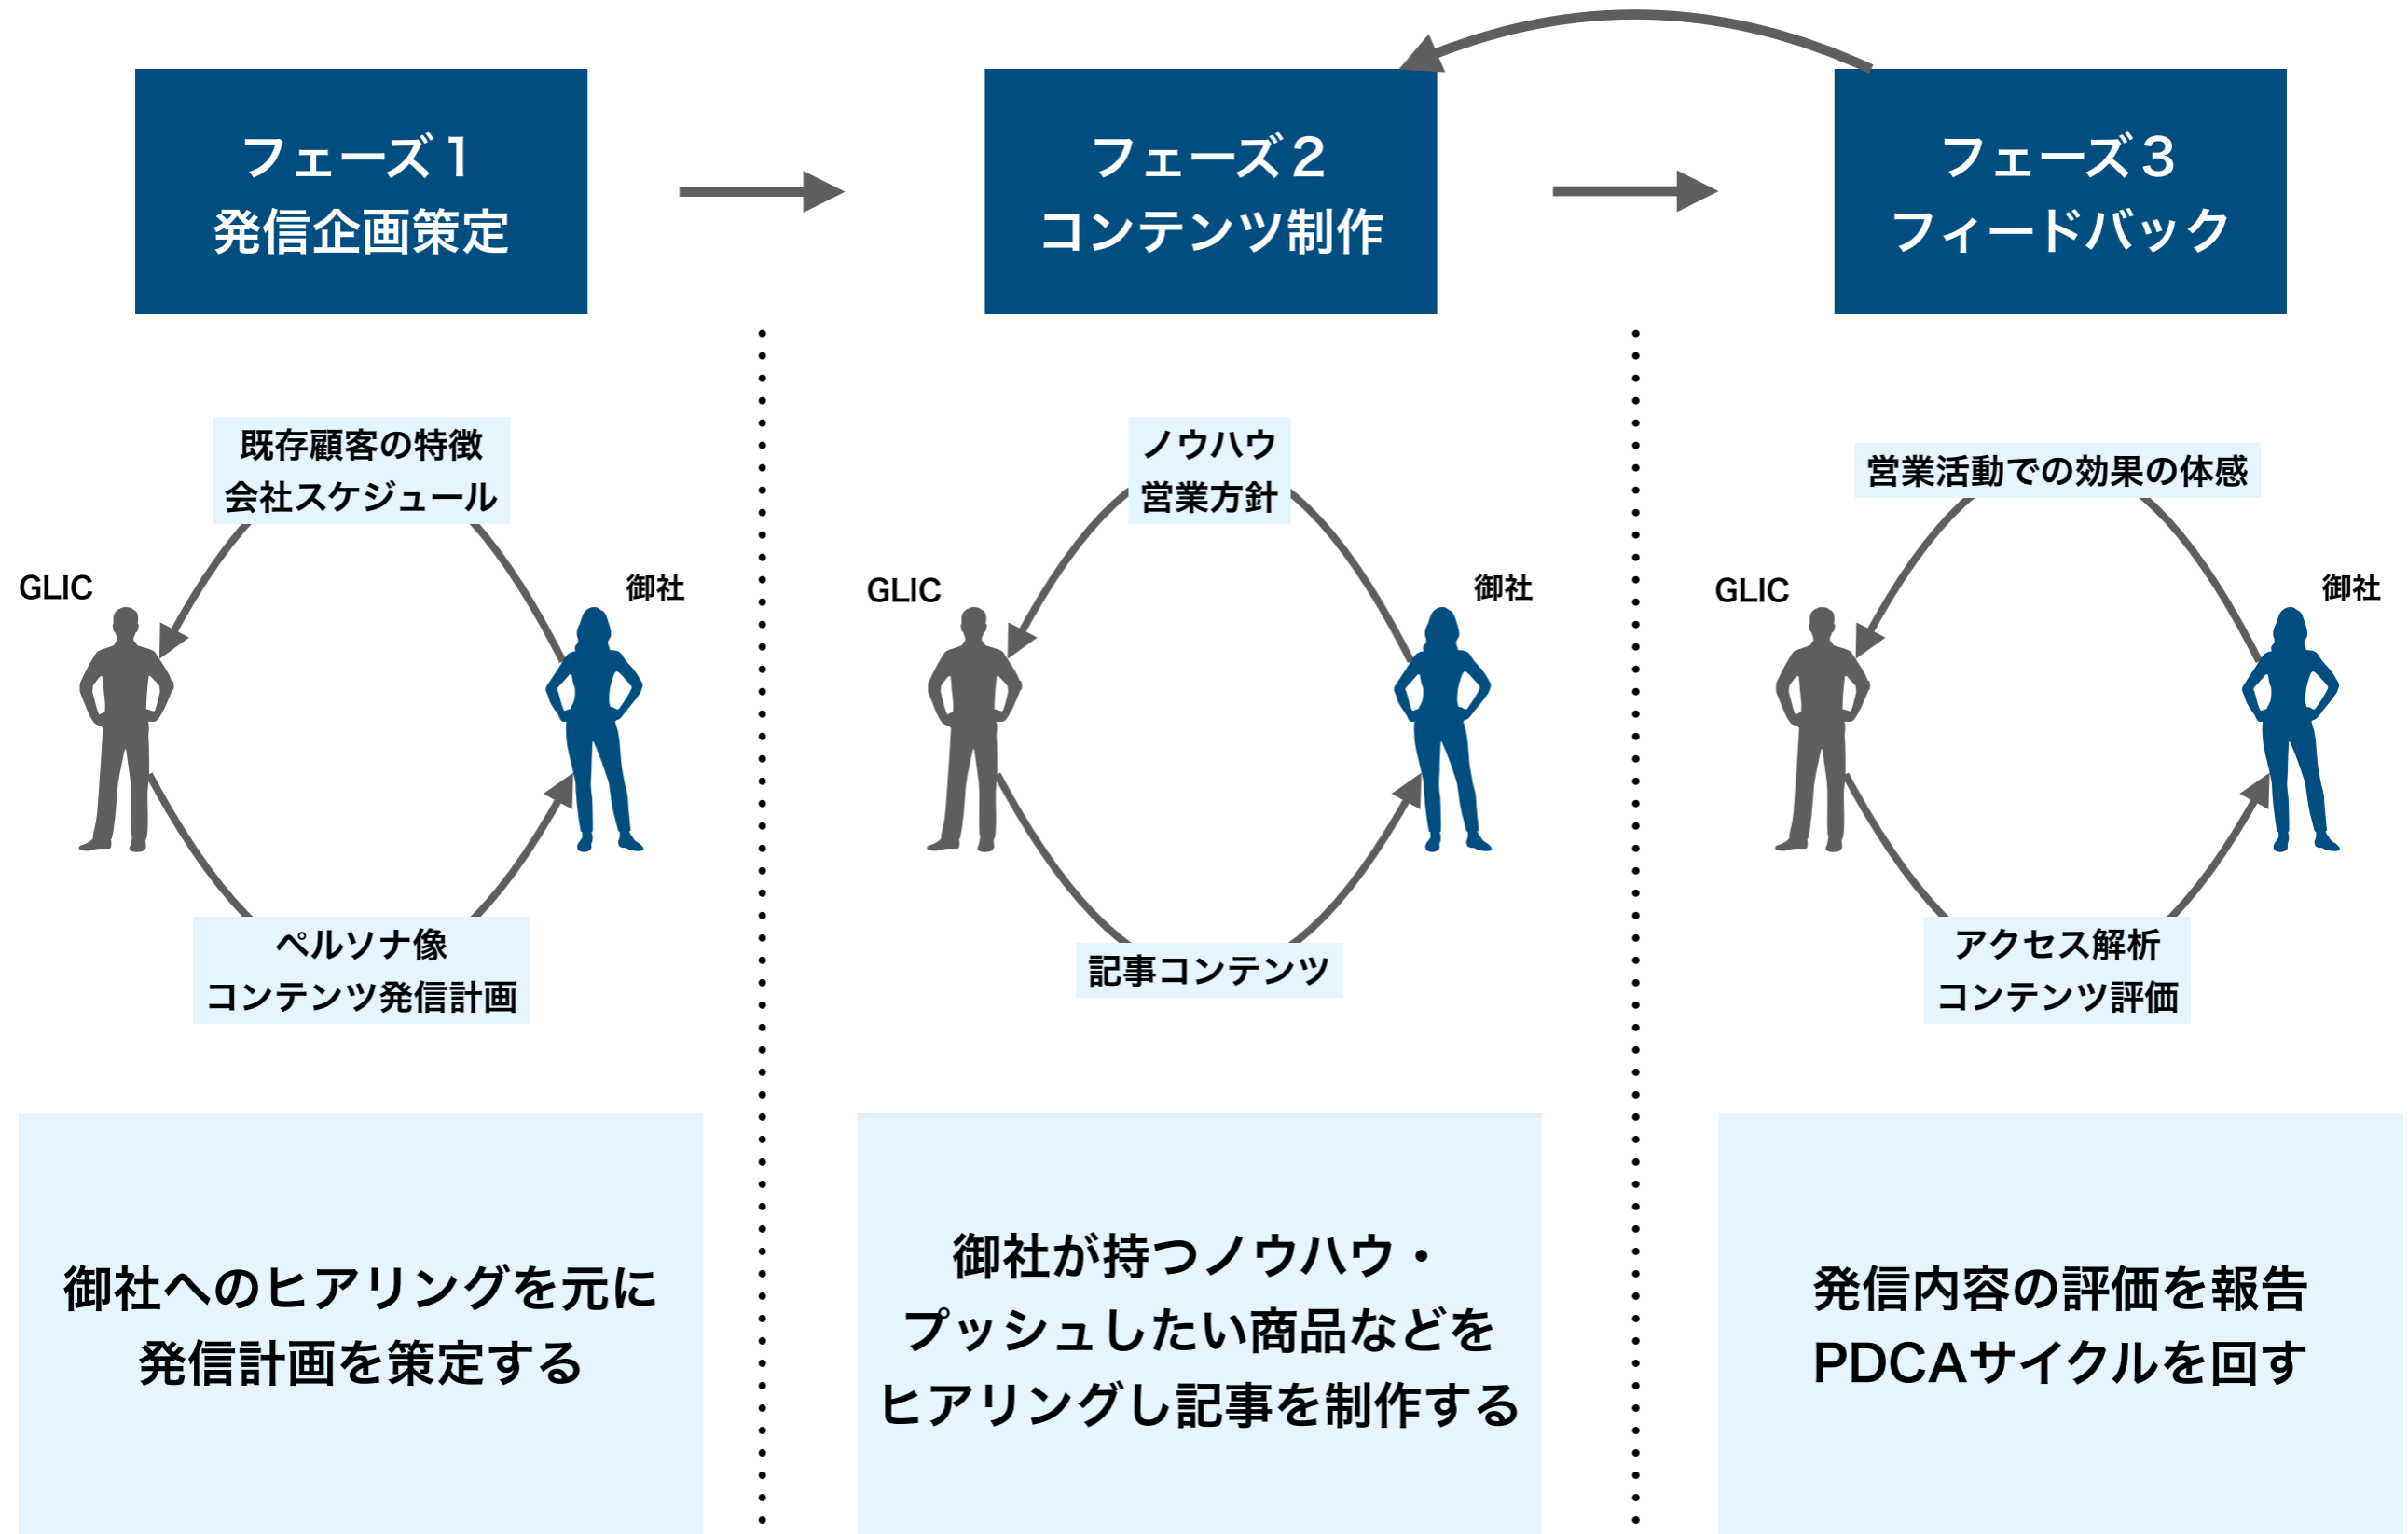 フェーズ１
発信企画策定
既存顧客の特徴
会社スケジュール
GLIC
御社
ペルソナ像
コンテンツ発信計画
御社へのヒアリングを元に
発信計画を策定する
フェーズ２
コンテンツ制作
ノウハウ
営業方針
GLIC
御社
記事コンテンツ
御社が持つノウハウ・
プッシュしたい商品などを
ヒアリングし記事を制作する
フェーズ３
フィードバック
営業活動での効果の体感
GLIC
御社
アクセス解析
コンテンツ評価
発信内容の評価を報告
PDCAサイクルを回す